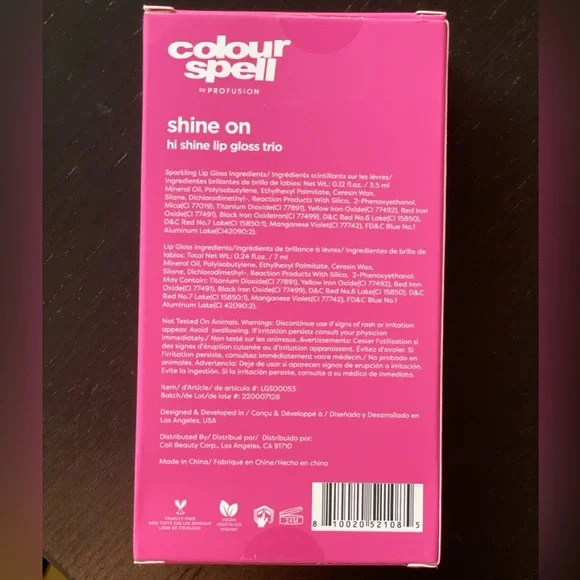 colour
spell
by PROFUSION
shine on
hi shine lip gloss trio
Sparkling Lip Gloss Ingredients/ Ingrédients scintillants sur les lèvres/
Ingredientes brillantes de brillo de labios: Net Wt.: 0.12 fl.oz. / 3.5 ml
Mineral Oil, Polyisobutylene, Ethylhexyl Palmitate, Ceresin Wax,
Silane, Dichlorodimethyl-, Reaction Products With Silica, 2-Phenoxyethanol,
Mica(CI 77019), Titanium Dioxide(CI 77891), Yellow Iron Oxide(CI 77492), Red Iron
Oxide(CI 77491), Black IronOxide(CI 77499), D&C Red No.6 Lake(CI 15850), D&C
Red No.7 Lake(CI 15850:1), Manganese Violet(CI 77742), FD&C Blue No.1
Aluminum Lake(CI42090:2).
Lip Gloss Ingredients/Ingrédients de brillance à lèvres/ Ingredientes de brillo de
labios: Total Net Wt.: 0.24 fl.oz. / 7 ml
Mineral Oil, Polyisobutylene, Ethylhexyl Palmitate, Ceresin Wax,
Silane, Dichlorodimethyl-, Reaction Products With Silica, 2-Phenoxyethanol.
May Contain: Titanium Dioxide(CI 77891), Yellow Iron Oxide(CI 77492), Red Iron
Oxide(CI 77491), Black Iron Oxide(CI 77499), D&C Red No.6 Lake(CI 15850), D&C
Red No.7 Lake(CI 15850:1), Manganese Violet(CI 77742), FD&C Blue No.1
Aluminum Lake(CI 42090:2).
Not Tested On Animals. Warnings: Discontinue use if signs of rash or irritation
appear. Avoid swallowing. If irritation persists consult your physician
immediately./ Non testé sur les animaux. Avertissements: Cesser l'utilisation si
des signes d'éruption cutanée ou d'irritation apparaissent. Évitez d'avaler. Si
l'irritation persiste, consultez immédiatement votre médecin./ No probado en
animales. Advertencia: Deje de usar si aparecen signos de erupción o irritación.
Evite la ingestión. Si la irritación persiste, consulte a su médico de inmediato.
Item/ d'Article/ de artículo #: LGS00053
Batch/de Lot/de lote #: 220007128
Designed & Developed in / Conçu & Développé à / Diseñado y Desarrollado en
Los Angeles, USA
Distributed By/ Distribué par/ Distribuido por:
Cali Beauty Corp., Los Angeles, CA 91710
Made In China/ Fabriqué en Chine/Hecho en china
CRUELTY-FREE
NON TESTÉ SUR LES ANIMAUX
LIBRE DE CRUELDAD
VEGAN
VÉGÉTALIEN
VEGANO
24M
8 10020 52108 5